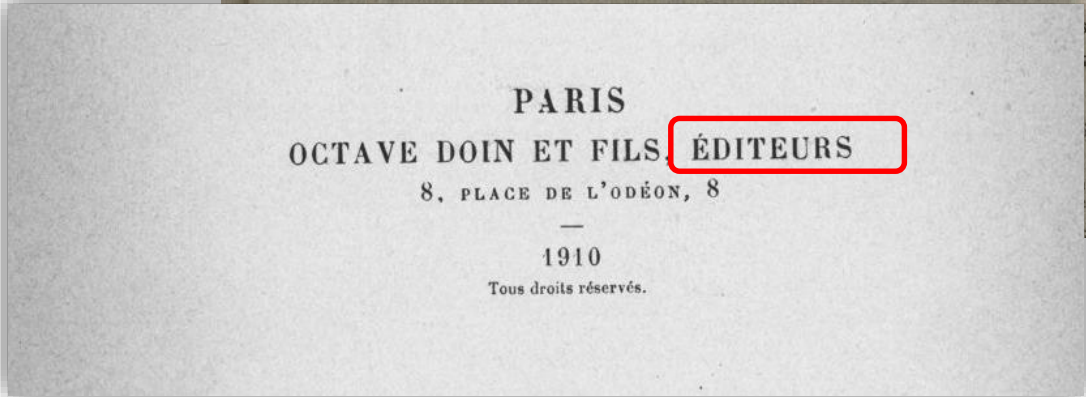 PARIS
OCTAVE DOIN ET FILS, ÉDITEURS
8, PLACE DE L'ODÉON, 8
1910
Tous droits réservés.